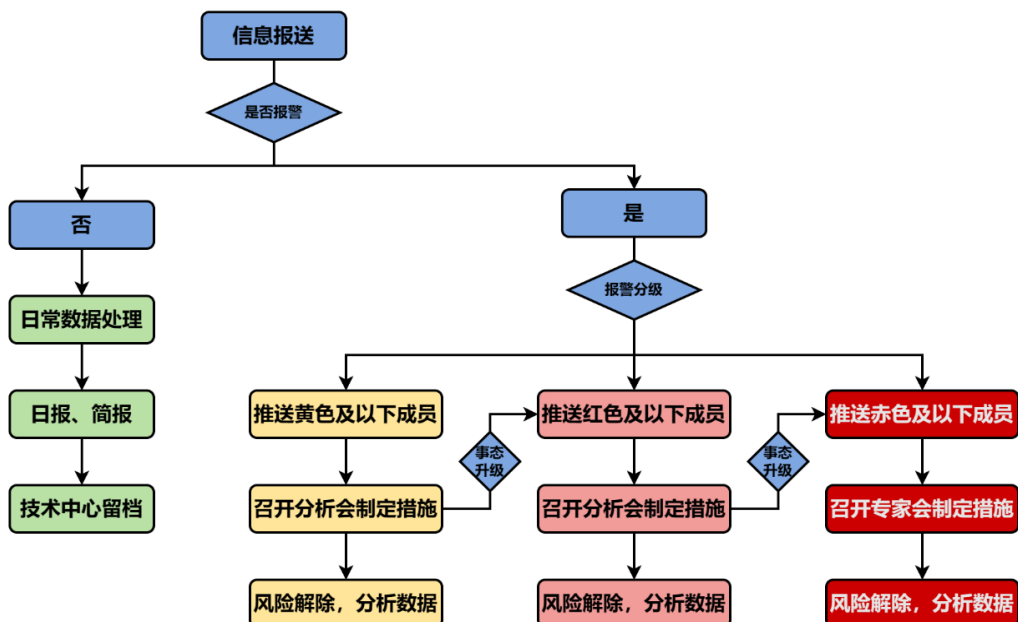 信息报送
是否报警
否
是
日常数据处理
报警分级
日报、简报
推送黄色及以下成员
推送红色及以下成员
推送赤色及以下成员
事态
升级
事态
升级
技术中心留档
召开分析会制定措施
召开分析会制定措施
召开专家会制定措施
风险解除，分析数据
风险解除，分析数据
风险解除，分析数据